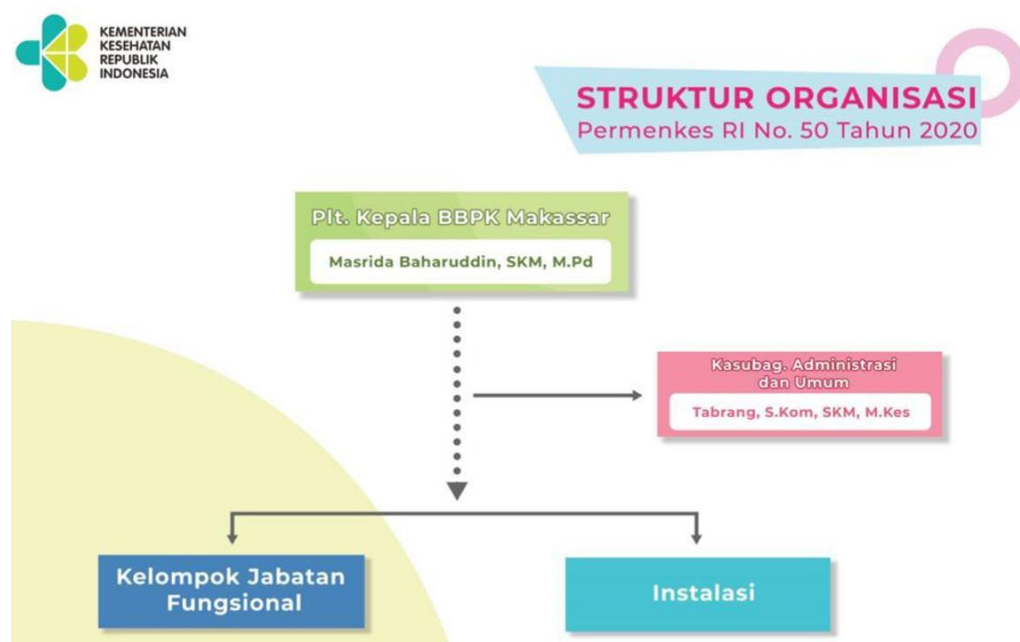 KEMENTERIAN
KESEHATAN
REPUBLIK
INDONESIA
STRUKTUR ORGANISASI
Permenkes RI No. 50 Tahun 2020
Plt. Kepala BBPK Makassar
Masrida Baharuddin, SKM, M.Pd
Kasubag. Administrasi
dan Umum
Tabrang, S.Kom, SKM, M.Kes
Kelompok Jabatan
Fungsional
Instalasi